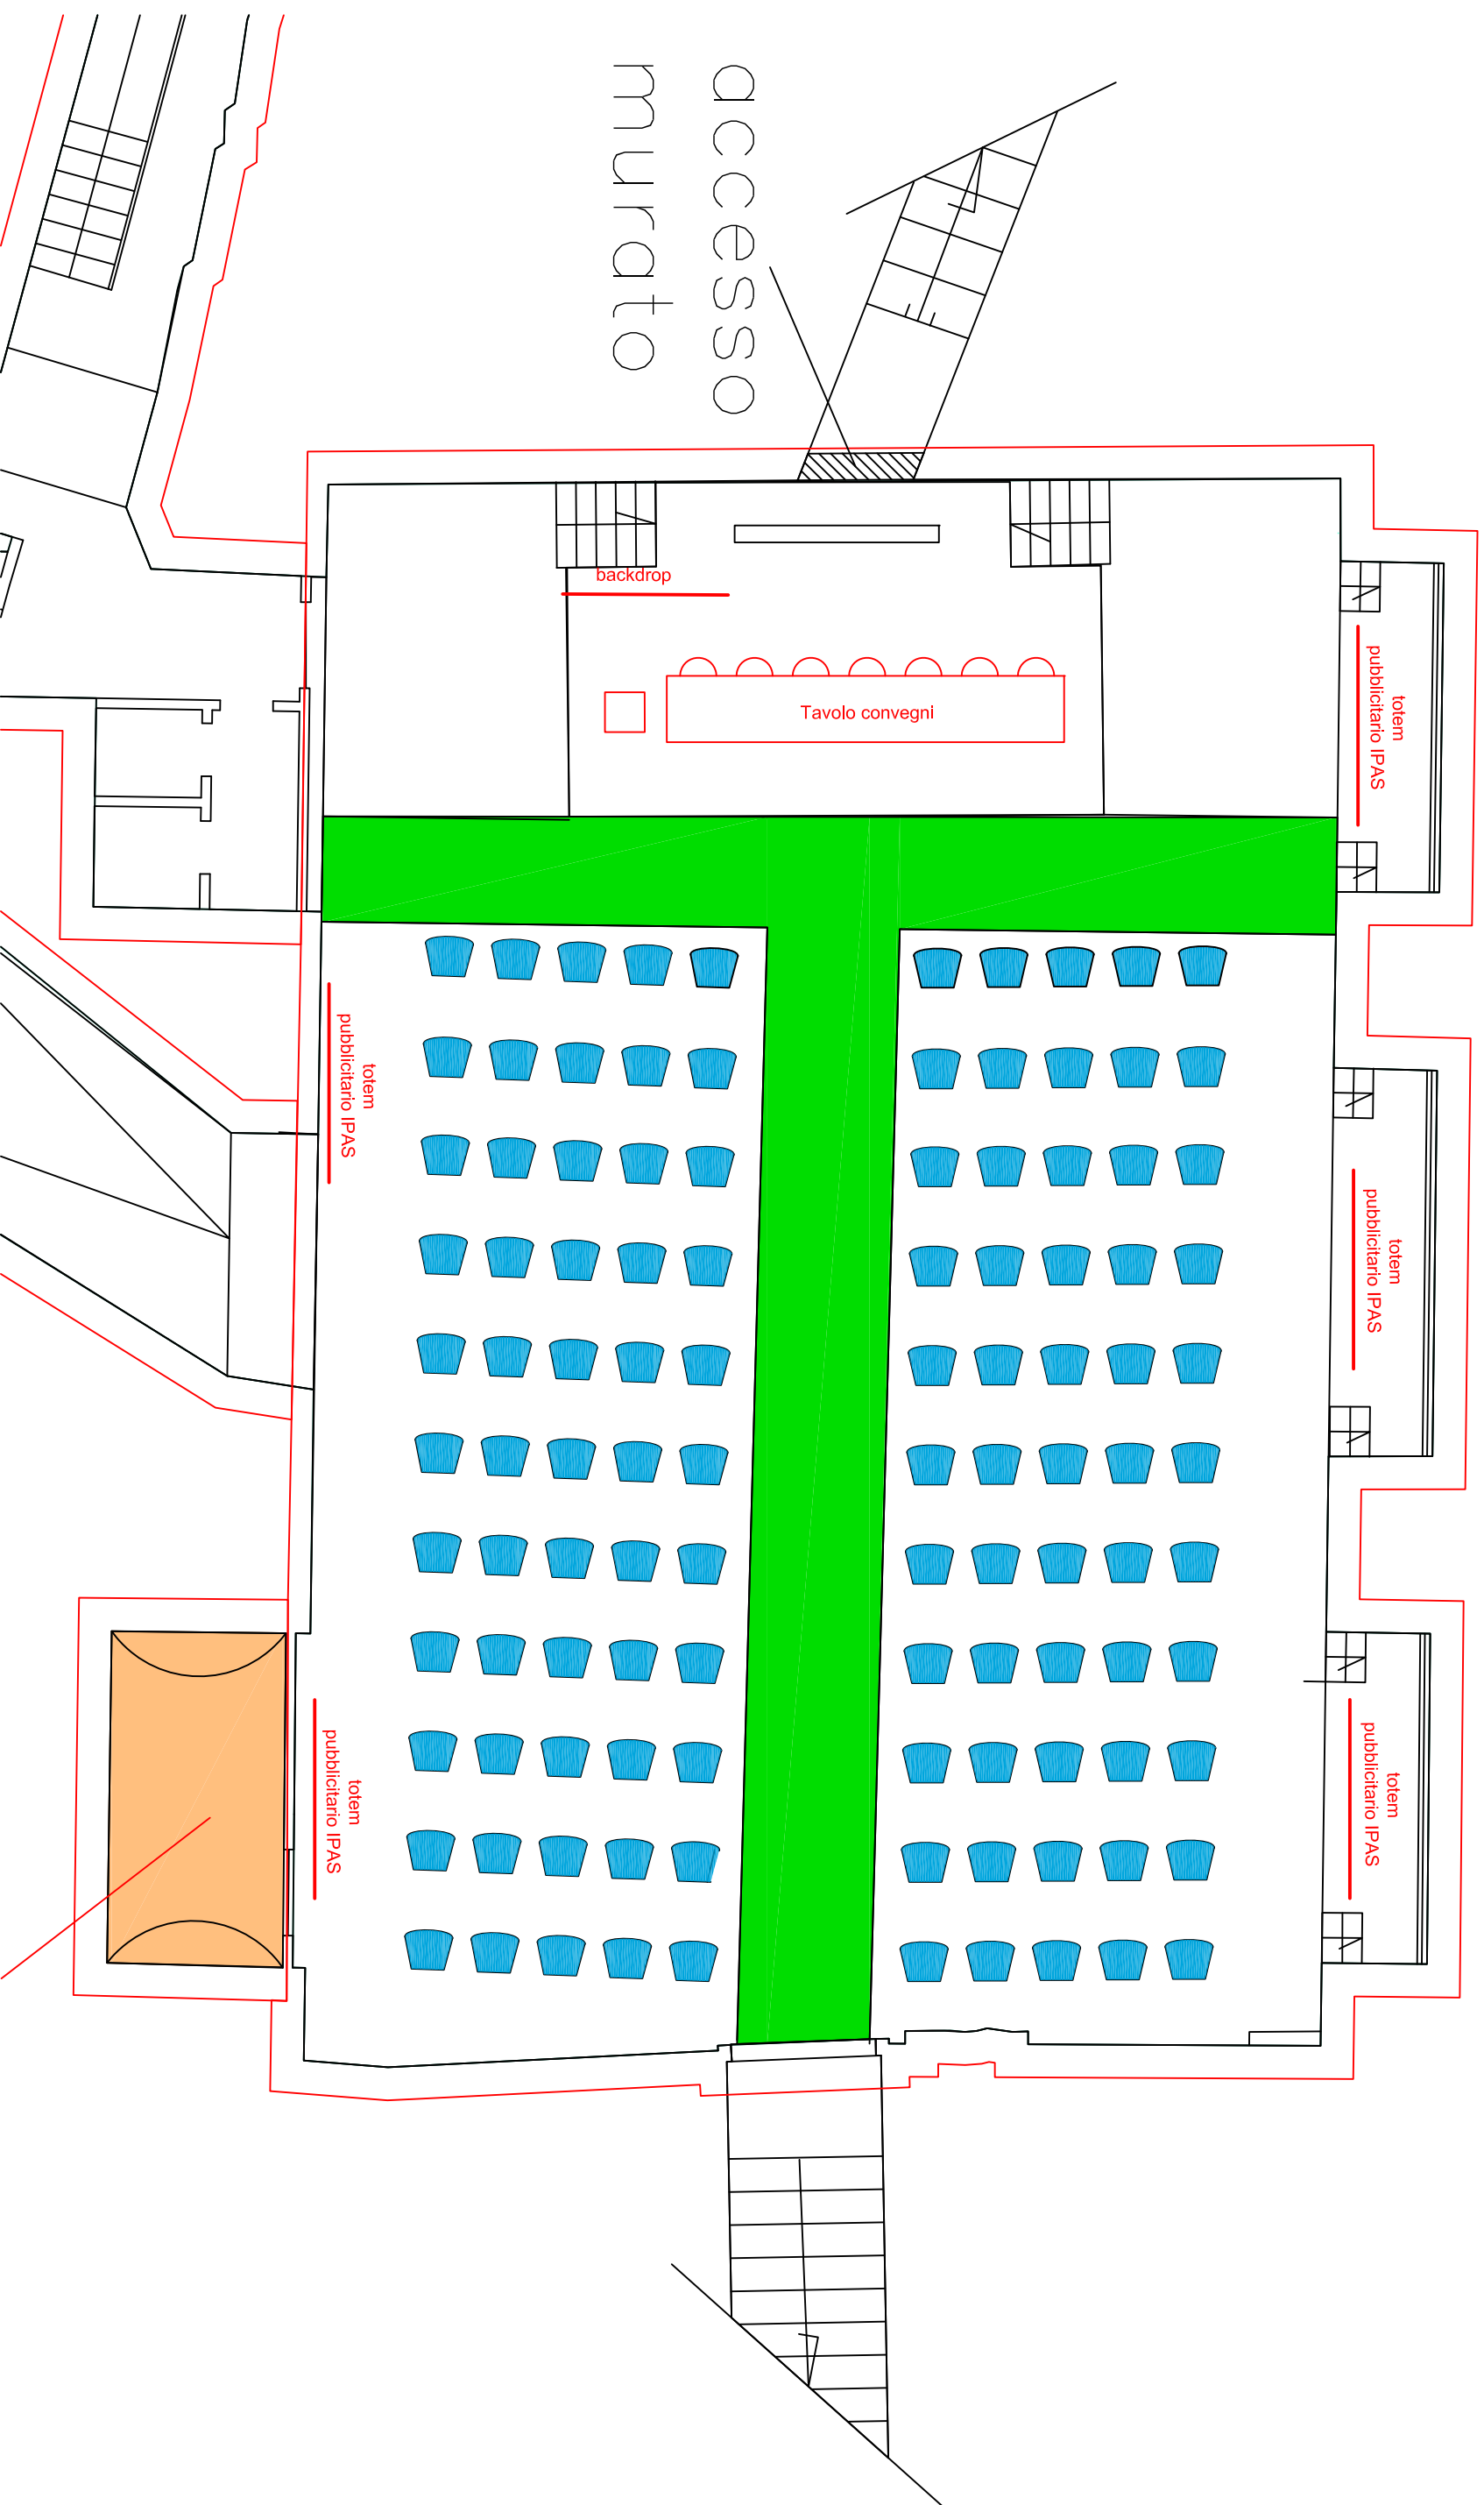 accesso
murato
backdrop
Tavolo convegni
totem
pubblicitario IPAS
totem
pubblicitario IPAS
totem
pubblicitario IPAS
totem
pubblicitario IPAS
totem
pubblicitario IPAS